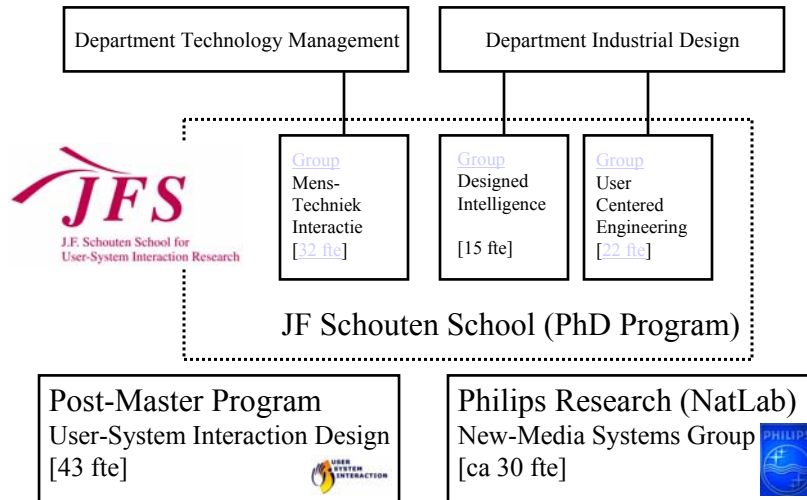 Department Technology Management
Department Industrial Design
JFS
J.F. Schouten School for
User-System Interaction Research
Group
Mens-
Techniek
Interactie
[32 fte]
Group
Designed
Intelligence
[15 fte]
Group
User
Centered
Engineering
[22 fte]
JF Schouten School (PhD Program)
Post-Master Program
User-System Interaction Design
[43 fte]
USER
SYSTEM
INTERACTION
Philips Research (NatLab)
New-Media Systems Group
[ca 30 fte]
PHILIPS